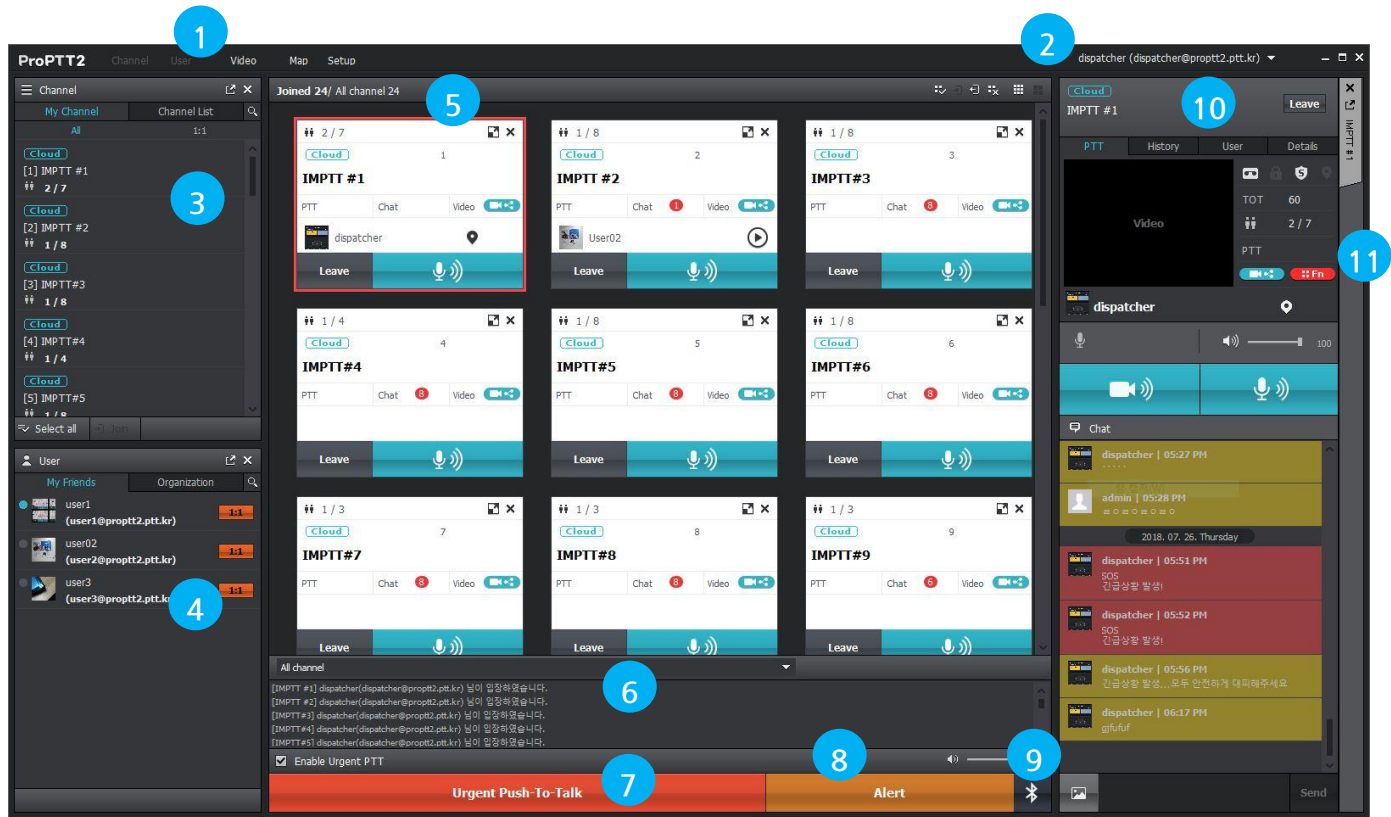 1
2
ProPTT2 Channel User Video Map Setup
dispatcher (dispatcher@proptt2.ptt.kr)
Channel
My Channel Channel List
All 1:1
Cloud
[1] IMPTT #1
2 / 7
Cloud
[2] IMPTT #2
1 / 8
Cloud
[3] IMPTT#3
1 / 8
Cloud
[4] IMPTT#4
1 / 4
Cloud
[5] IMPTT#5
1 / 8
3
Select all Join
User
My Friends Organization
user1
(user1@proptt2.ptt.kr) 1:1
user02
(user2@proptt2.ptt.kr) 1:1
user3
(user3@proptt2.ptt.kr) 1:1
4
Joined 24/ All channel 24
5
2 / 7
Cloud 1
IMPTT #1
PTT Chat Video
dispatcher
Leave
1 / 8
Cloud 2
IMPTT #2
PTT Chat 1 Video
User02
Leave
1 / 8
Cloud 3
IMPTT#3
PTT Chat 8 Video
Leave
1 / 4
Cloud 4
IMPTT#4
PTT Chat 8 Video
Leave
1 / 8
Cloud 5
IMPTT#5
PTT Chat 8 Video
Leave
1 / 8
Cloud 6
IMPTT#6
PTT Chat 8 Video
Leave
1 / 3
Cloud 7
IMPTT#7
PTT Chat 8 Video
Leave
1 / 3
Cloud 8
IMPTT#8
PTT Chat 8 Video
Leave
1 / 3
Cloud 9
IMPTT#9
PTT Chat 6 Video
Leave
All channel
6
[IMPTT #1] dispatcher(dispatcher@proptt2.ptt.kr) 님이 입장하였습니다.
[IMPTT #2] dispatcher(dispatcher@proptt2.ptt.kr) 님이 입장하였습니다.
[IMPTT#3] dispatcher(dispatcher@proptt2.ptt.kr) 님이 입장하였습니다.
[IMPTT#4] dispatcher(dispatcher@proptt2.ptt.kr) 님이 입장하였습니다.
[IMPTT#5] dispatcher(dispatcher@proptt2.ptt.kr) 님이 입장하였습니다.
Enable Urgent PTT
8
9
Urgent Push-To-Talk
7
Alert
Cloud
IMPTT #1
10
Leave
IMPTT #1
PTT History User Details
Video
TOT 60
2 / 7
PTT
Fn
11
dispatcher
100
Chat
dispatcher | 05:27 PM
.....
admin | 05:28 PM
ㅁㅇㅁㅇㅁㅇㅁㅇ
2018. 07. 26. Thursday
dispatcher | 05:51 PM
SOS
긴급상황 발생!
dispatcher | 05:52 PM
SOS
긴급상황 발생!
dispatcher | 05:56 PM
긴급상황 발생...모두 안전하게 대피해주세요
dispatcher | 06:17 PM
gjfufuf
Send